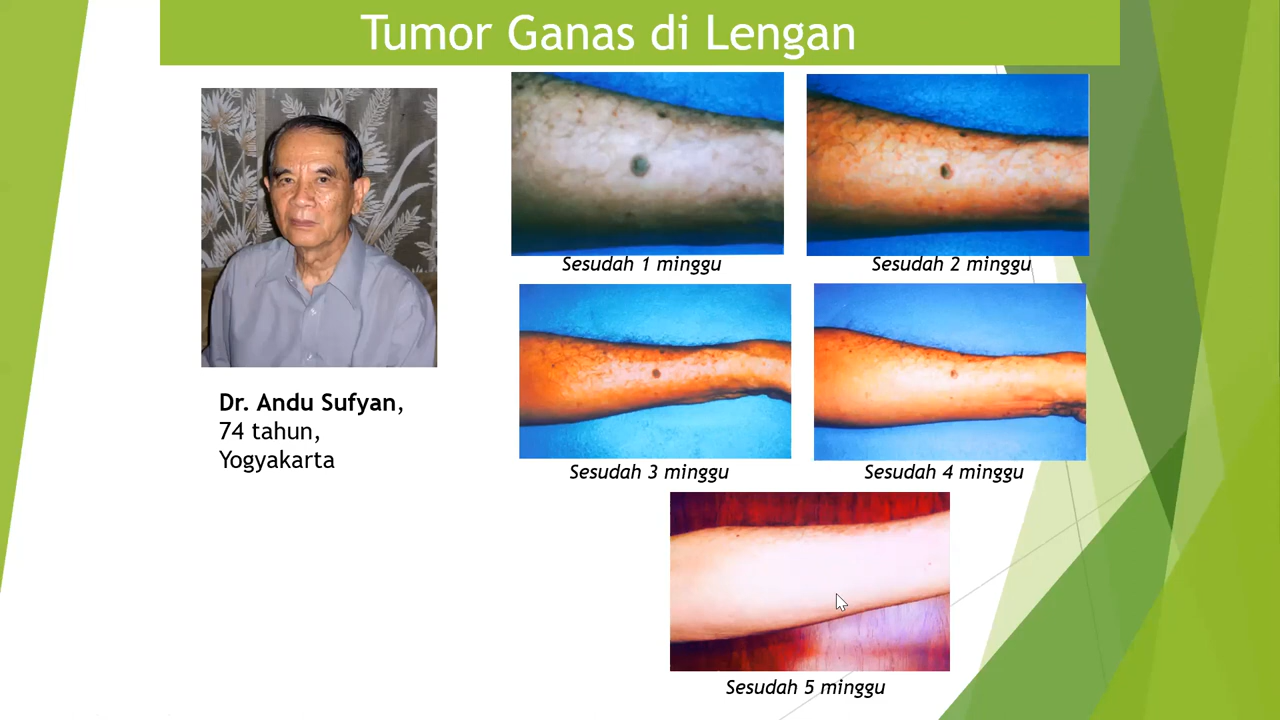 Tumor Ganas di Lengan
Sesudah 1 minggu
Sesudah 2 minggu
Dr. Andu Sufyan,
74 tahun,
Yogyakarta
Sesudah 3 minggu
Sesudah 4 minggu
Sesudah 5 minggu